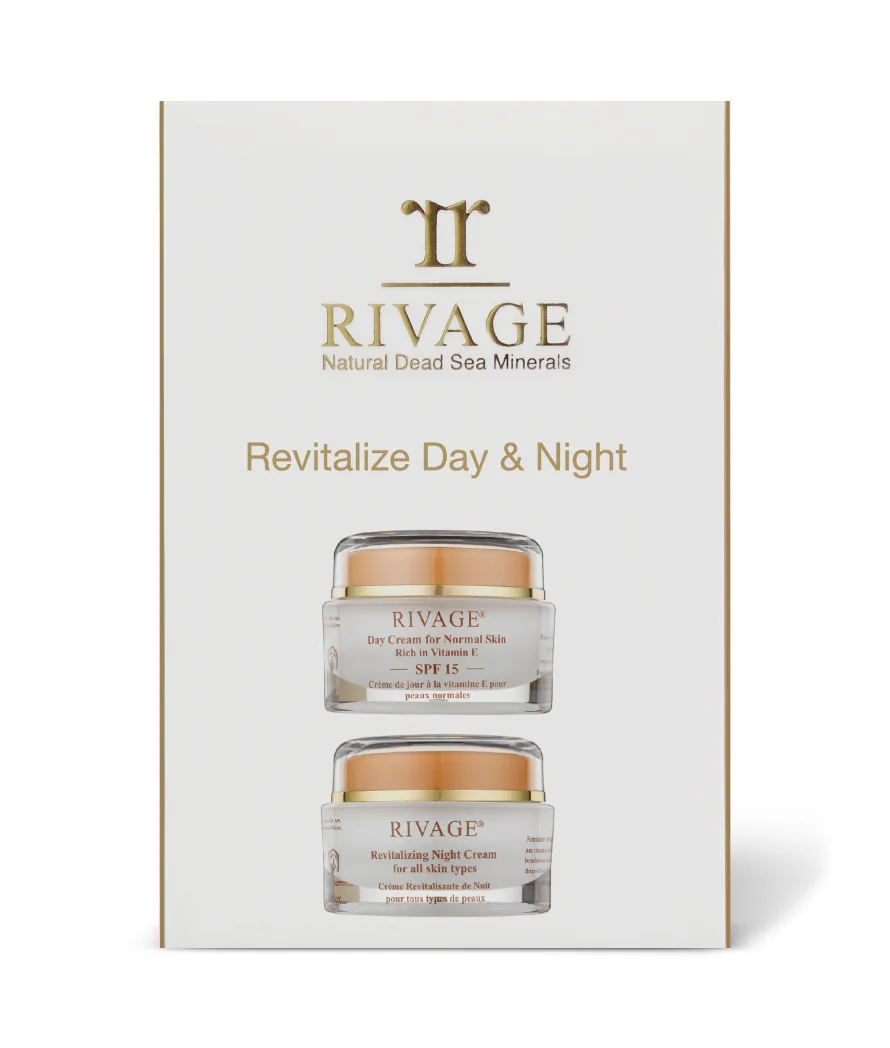 RIVAGE
Natural Dead Sea Minerals
Revitalize Day & Night
RIVAGE®
Day Cream for Normal Skin
Rich in Vitamin E
SPF 15
Crème de jour à la vitamine E pour
peaux normales
RIVAGE®
Revitalizing Night Cream
for all skin types
Crème Revitalisante de Nuit
pour tous types de peaux